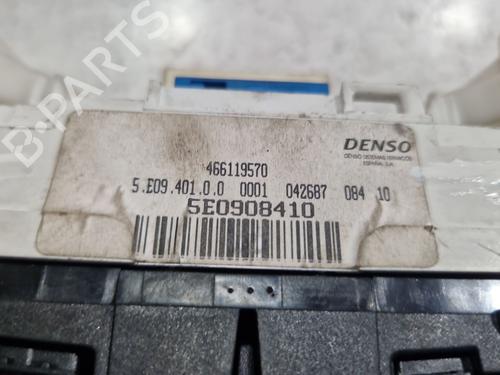 B-PARTS
DENSO
DENSO SISTEMAS TERMICOS
ESPAÑA, S.A.
466119570
5.E09.401.0.0 0001 042687 084 10
5E0908410